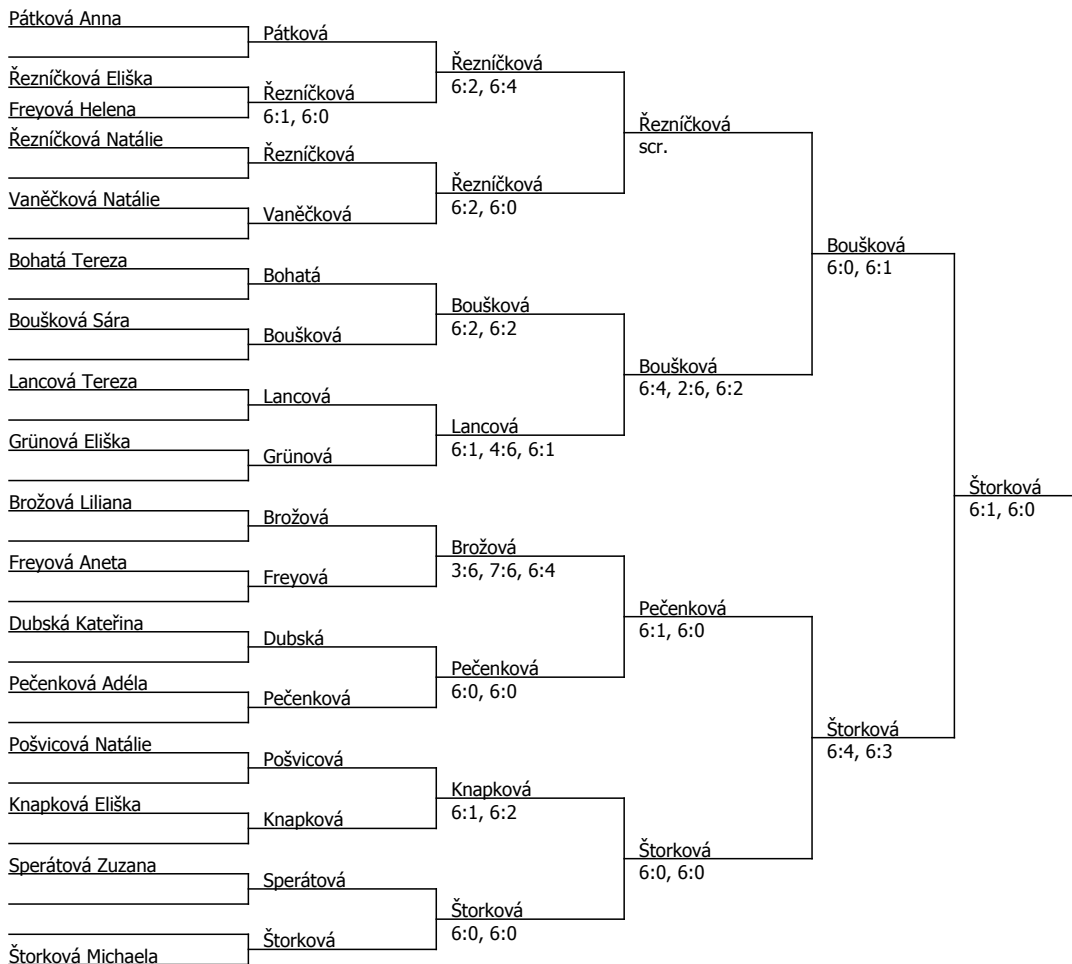 Pátková Anna
Pátková
Řezníčková
6:2, 6:4
Řezníčková Eliška
Řezníčková
Freyová Helena
6:1, 6:0
Řezníčková
scr.
Řezníčková Natálie
Řezníčková
Řezníčková
6:2, 6:0
Vaněčková Natálie
Vaněčková
Boušková
6:0, 6:1
Bohatá Tereza
Bohatá
Boušková
6:2, 6:2
Boušková Sára
Boušková
Boušková
6:4, 2:6, 6:2
Lancová Tereza
Lancová
Lancová
6:1, 4:6, 6:1
Grünová Eliška
Grünová
Štorková
6:1, 6:0
Brožová Liliana
Brožová
Brožová
3:6, 7:6, 6:4
Freyová Aneta
Freyová
Pečenková
6:1, 6:0
Dubská Kateřina
Dubská
Pečenková
6:0, 6:0
Pečenková Adéla
Pečenková
Štorková
6:4, 6:3
Pošvicová Natálie
Pošvicová
Knapková
6:1, 6:2
Knapková Eliška
Knapková
Štorková
6:0, 6:0
Sperátová Zuzana
Sperátová
Štorková
6:0, 6:0
Štorková
Štorková Michaela